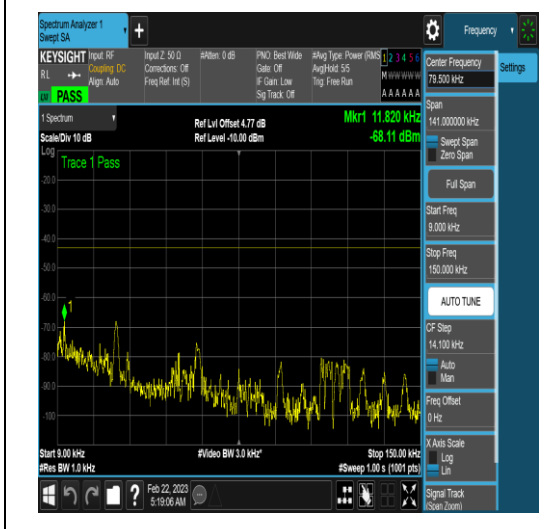 Spectrum Analyzer 1
Swept SA
+
Frequency
KEYSIGHT
RL
Input: RF
Coupling: DC
Align: Auto
Input Z: 50 Ω
Corrections: Off
Freq Ref: Int (S)
#Atten: 0 dB
PNO: Best Wide
Gate: Off
IF Gain: Low
Sig Track: Off
#Avg Type: Power (RMS
Avg|Hold: 5/5
Trig: Free Run
1 2 3 4 5 6
M W W W W W
A A A A A A
PASS
1 Spectrum
Scale/Div 10 dB
Ref Lvl Offset 4.77 dB
Ref Level -10.00 dBm
Mkr1 11.820 kHz
-68.11 dBm
Log
Trace 1 Pass
-20.0
-30.0
-40.0
-50.0
-60.0
-70.0
-80.0
-90.0
-100
1
Start 9.00 kHz
#Res BW 1.0 kHz
#Video BW 3.0 kHz*
Stop 150.00 kHz
#Sweep 1.00 s (1001 pts)
?
Feb 22, 2023
5:19:06 AM
Center Frequency
79.500 kHz
Span
141.000000 kHz
Swept Span
Zero Span
Full Span
Start Freq
9.000 kHz
Stop Freq
150.000 kHz
AUTO TUNE
CF Step
14.100 kHz
Auto
Man
Freq Offset
0 Hz
X Axis Scale
Log
Lin
Signal Track
(Span Zoom)
Settings